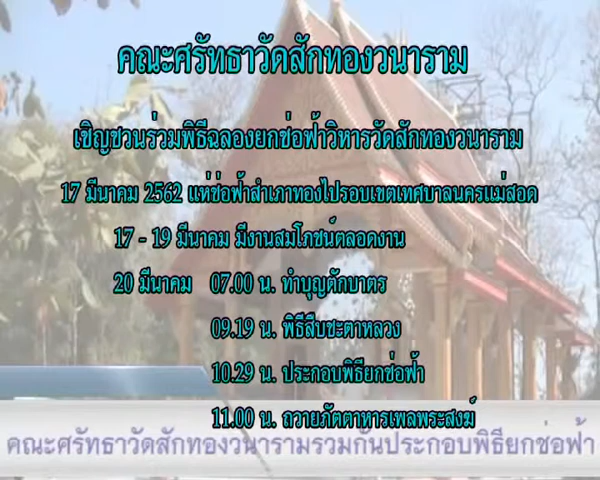 คณะศรัทธาวัดสักทองวนาราม
เชิญชวนร่วมพิธีฉลองยกช่อฟ้าวิหารวัดสักทองวนาราม
17 มีนาคม 2562 แห่ช่อฟ้าสำเภาทองไปรอบเขตเทศบาลนครแม่สอด
17 - 19 มีนาคม มีงานสมโภชน์ตลอดงาน
20 มีนาคม 07.00 น. ทำบุญตักบาตร
09.19 น. พิธีสืบชะตาหลวง
10.29 น. ประกอบพิธียกช่อฟ้า
11.00 น. ถวายภัตตาหารเพลพระสงฆ์
คณะศรัทธาวัดสักทองวนารามรวมกันประกอบพิธียกช่อฟ้า